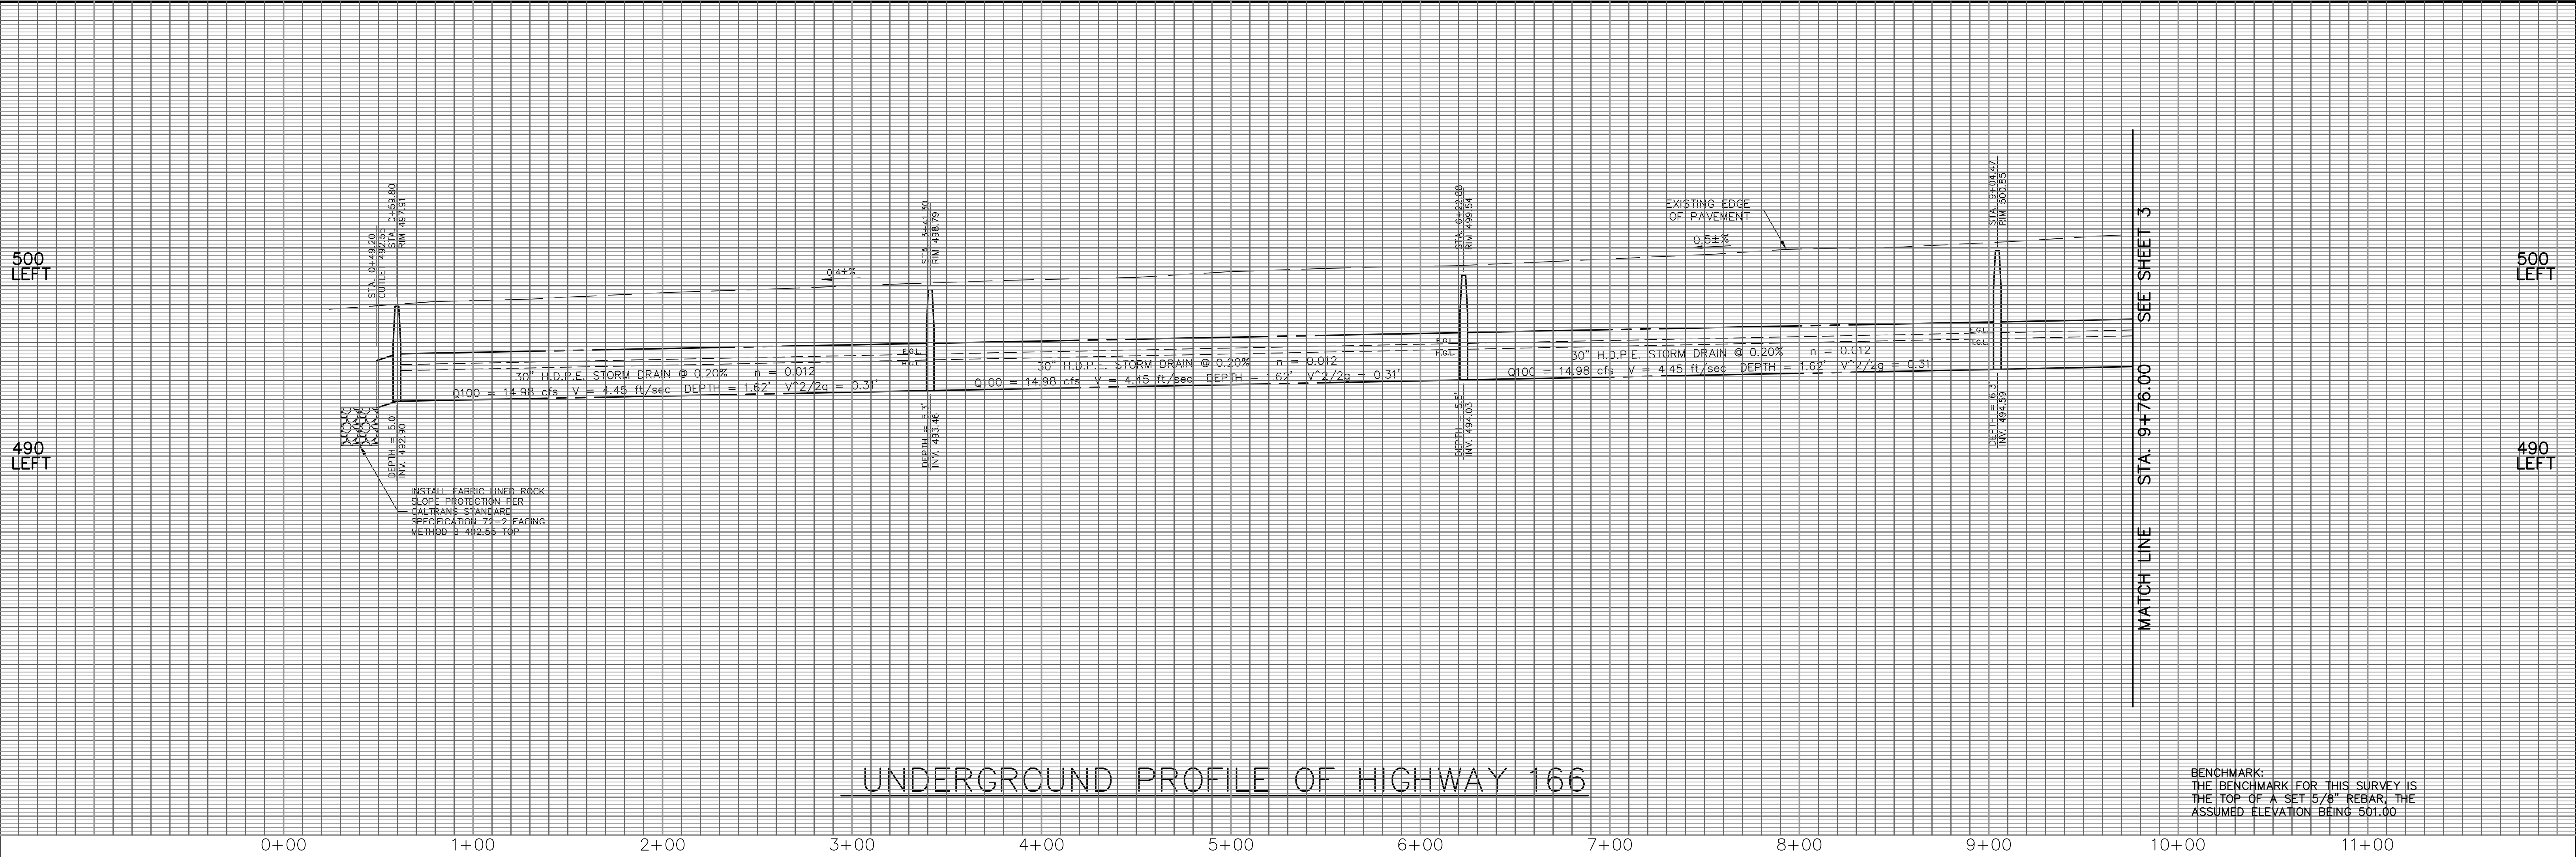 STA. 0+49.20
OUTLET 492.55
STA. 0+59.80
RIM 497.91
STA. 3+41.30
RIM 498.79
STA. 6+22.88
RIM 499.54
STA. 9+04.47
RIM 500.85
EXISTING EDGE
OF PAVEMENT
0.5±%
0.4±%
500
LEFT
500
LEFT
E.G.L.
H.G.L.
E.G.L.
H.G.L.
E.G.L.
30" H.D.P.E. STORM DRAIN @ 0.20% n = 0.012
Q100 = 14.98 cfs V = 4.45 ft/sec DEPTH = 1.62' V^2/2g = 0.31'
30" H.D.P.E. STORM DRAIN @ 0.20% n = 0.012
Q100 = 14.98 cfs V = 4.45 ft/sec DEPTH = 1.62' V^2/2g = 0.31'
30" H.D.P.E. STORM DRAIN @ 0.20% n = 0.012
Q100 = 14.98 cfs V = 4.45 ft/sec DEPTH = 1.62' V^2/2g = 0.31'
DEPTH = 5.0'
INV. 492.90
DEPTH = 5.3'
INV. 493.46
DEPTH = 5.5'
INV. 494.03
DEPTH = 6.3'
INV. 494.59
490
LEFT
490
LEFT
INSTALL FABRIC LINED ROCK
SLOPE PROTECTION PER
CALTRANS STANDARD
SPECIFICATION 72-2 FACING
METHOD B 492.55 TOP
MATCH LINE STA. 9+76.00 SEE SHEET 3
UNDERGROUND PROFILE OF HIGHWAY 166
BENCHMARK:
THE BENCHMARK FOR THIS SURVEY IS
THE TOP OF A SET 5/8" REBAR, THE
ASSUMED ELEVATION BEING 501.00
0+00 1+00 2+00 3+00 4+00 5+00 6+00 7+00 8+00 9+00 10+00 11+00